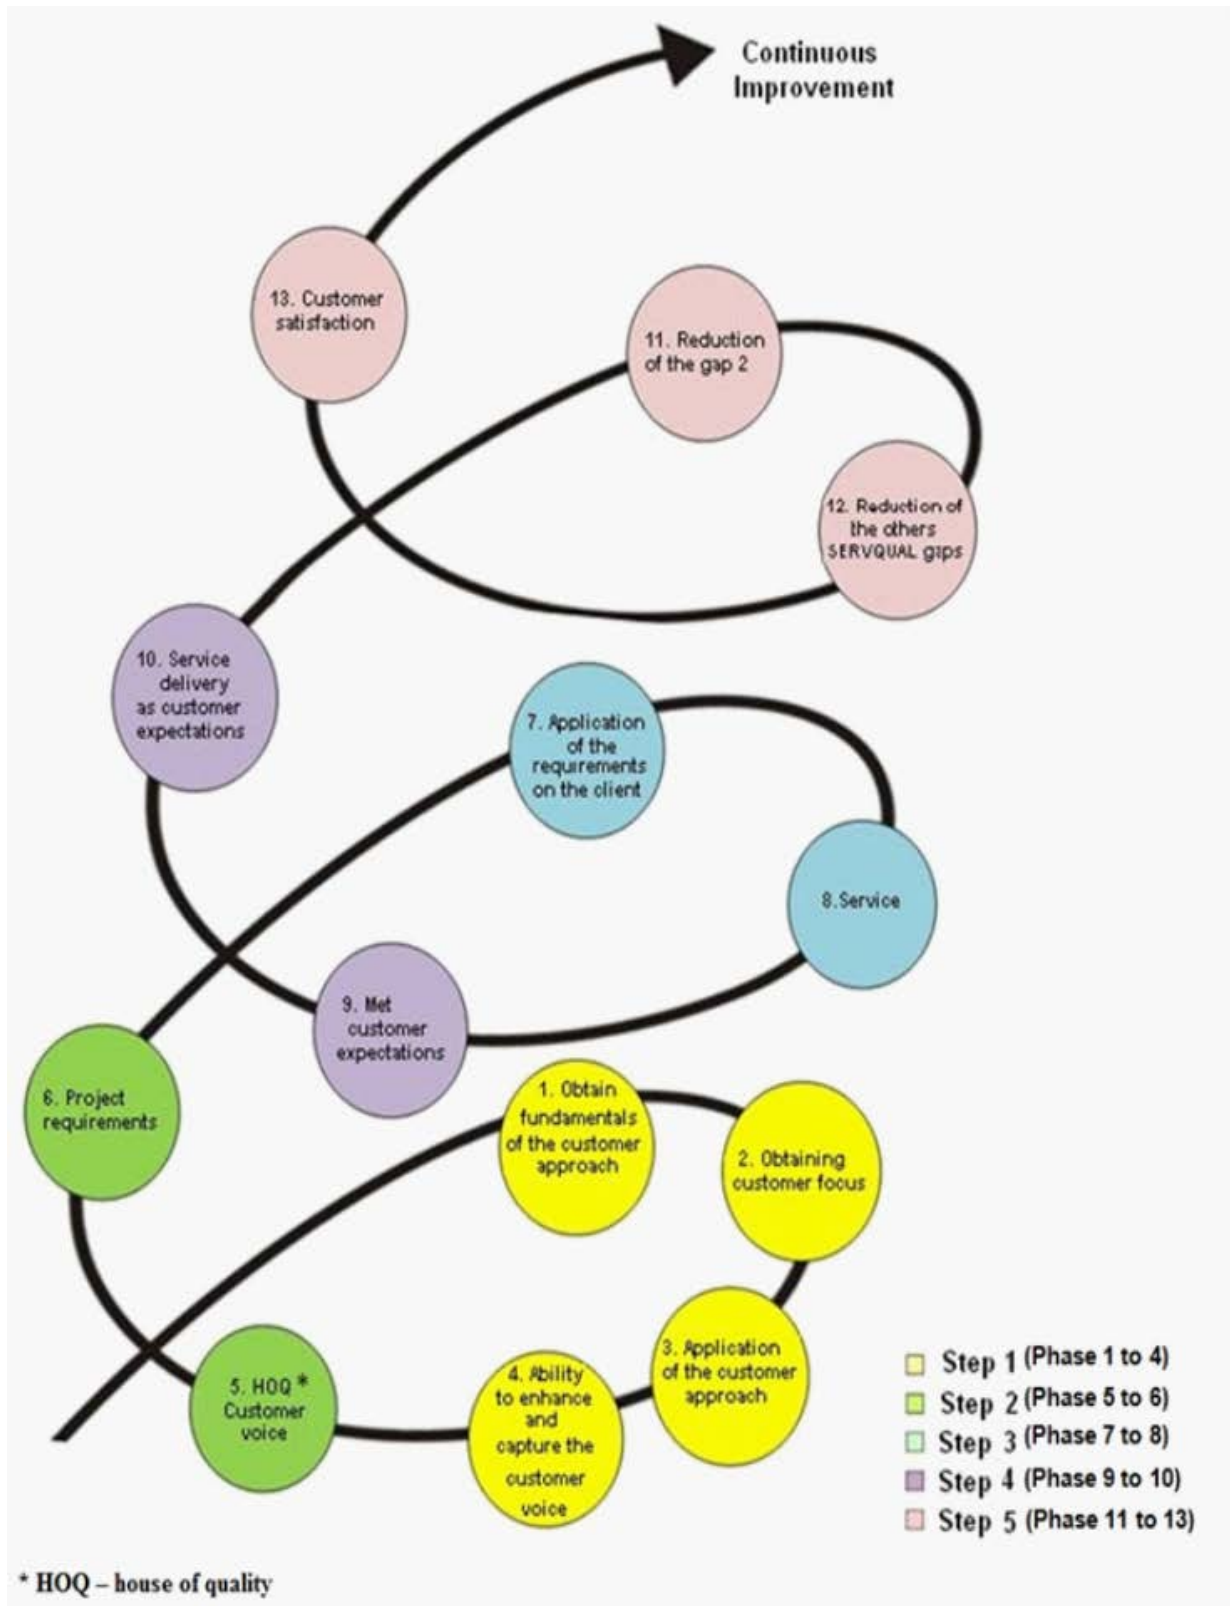 Continuous
Improvement
13. Customer
satisfaction
11. Reduction
of the gap 2
12. Reduction of
the others
SERVQUAL gaps
10. Service
delivery
as customer
expectations
7. Application
of the
requirements
on the client
8.Service
9. Met
customer
expectations
6. Project
requirements
1. Obtain
fundamentals
of the customer
approach
2. Obtaining
customer focus
3. Application
of the customer
approach
4. Ability
to enhance
and
capture the
customer
voice
5. HOQ *
Customer
voice
Step 1 (Phase 1 to 4)
Step 2 (Phase 5 to 6)
Step 3 (Phase 7 to 8)
Step 4 (Phase 9 to 10)
Step 5 (Phase 11 to 13)
* HOQ – house of quality